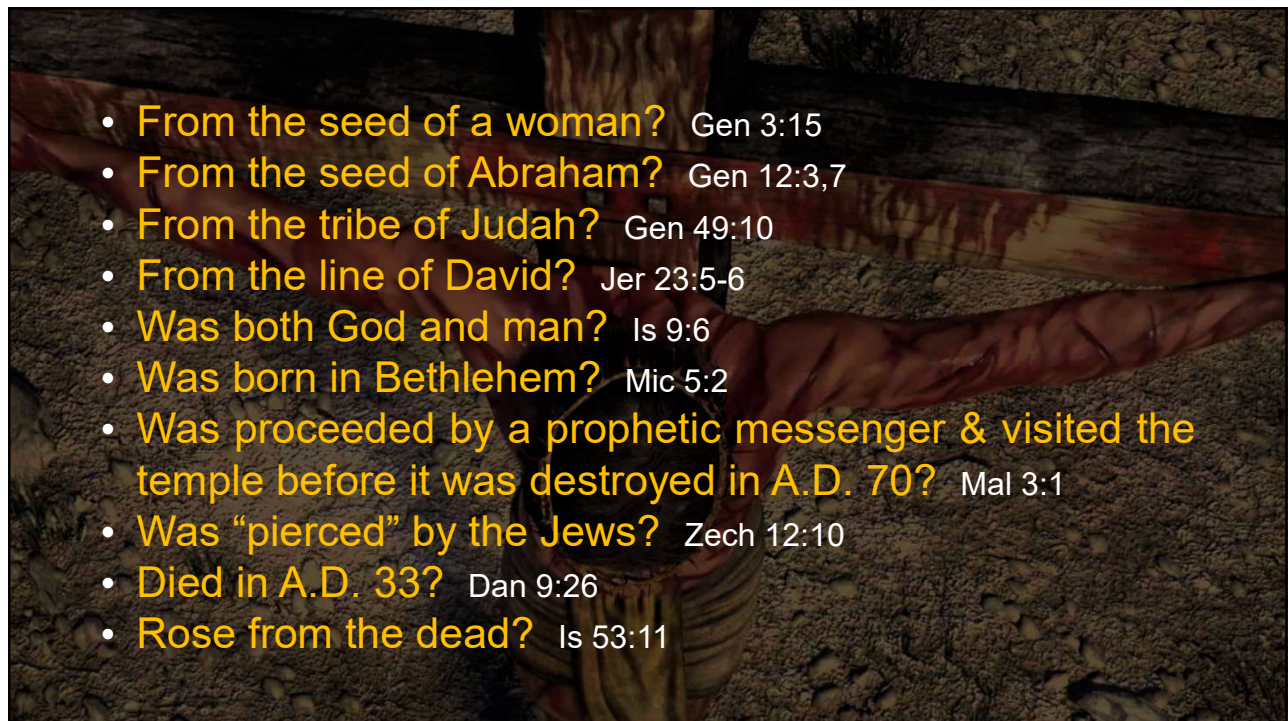 • From the seed of a woman? Gen 3:15
• From the seed of Abraham? Gen 12:3,7
• From the tribe of Judah? Gen 49:10
• From the line of David? Jer 23:5-6
• Was both God and man? Is 9:6
• Was born in Bethlehem? Mic 5:2
• Was proceeded by a prophetic messenger & visited the
temple before it was destroyed in A.D. 70? Mal 3:1
• Was “pierced” by the Jews? Zech 12:10
• Died in A.D. 33? Dan 9:26
• Rose from the dead? Is 53:11